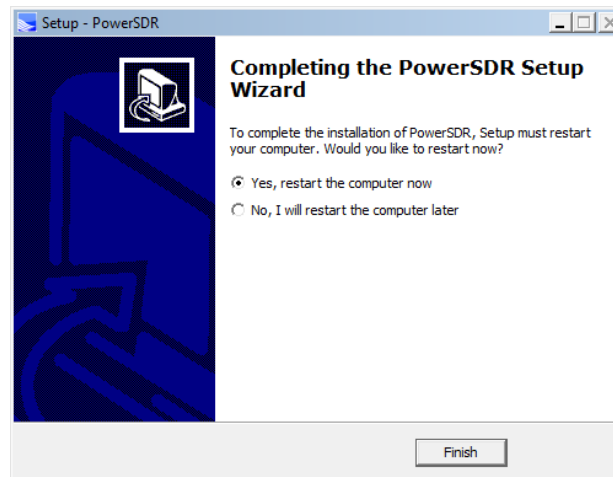 Setup - PowerSDR
Completing the PowerSDR Setup
Wizard
To complete the installation of PowerSDR, Setup must restart
your computer. Would you like to restart now?
Yes, restart the computer now
No, I will restart the computer later
Finish